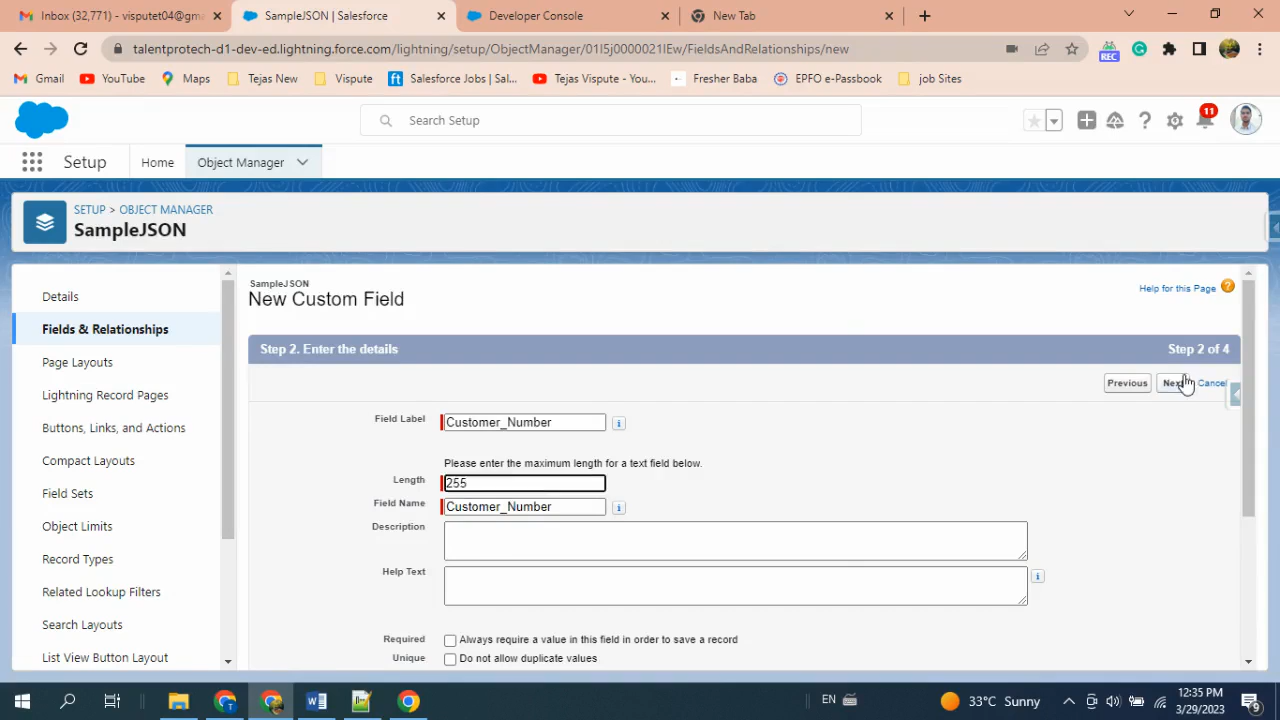 Inbox (32,771) - visputet04@gma
SampleJSON | Salesforce
Developer Console
New Tab
talentprotech-d1-dev-ed.lightning.force.com/lightning/setup/ObjectManager/01I5j0000021IEw/FieldsAndRelationships/new
REC
Gmail
YouTube
Maps
Tejas New
Vispute
Salesforce Jobs | Sal...
Tejas Vispute - You...
Fresher Baba
EPFO e-Passbook
job Sites
Search Setup
11
Setup
Home
Object Manager
SETUP > OBJECT MANAGER
SampleJSON
Details
Fields & Relationships
Page Layouts
Lightning Record Pages
Buttons, Links, and Actions
Compact Layouts
Field Sets
Object Limits
Record Types
Related Lookup Filters
Search Layouts
List View Button Layout
SampleJSON
New Custom Field
Help for this Page
Step 2. Enter the details
Step 2 of 4
Previous
Next
Cancel
Field Label
Customer_Number
Please enter the maximum length for a text field below.
Length
255
Field Name
Customer_Number
Description
Help Text
Required
Always require a value in this field in order to save a record
Unique
Do not allow duplicate values
EN
33°C Sunny
12:35 PM
3/29/2023
9